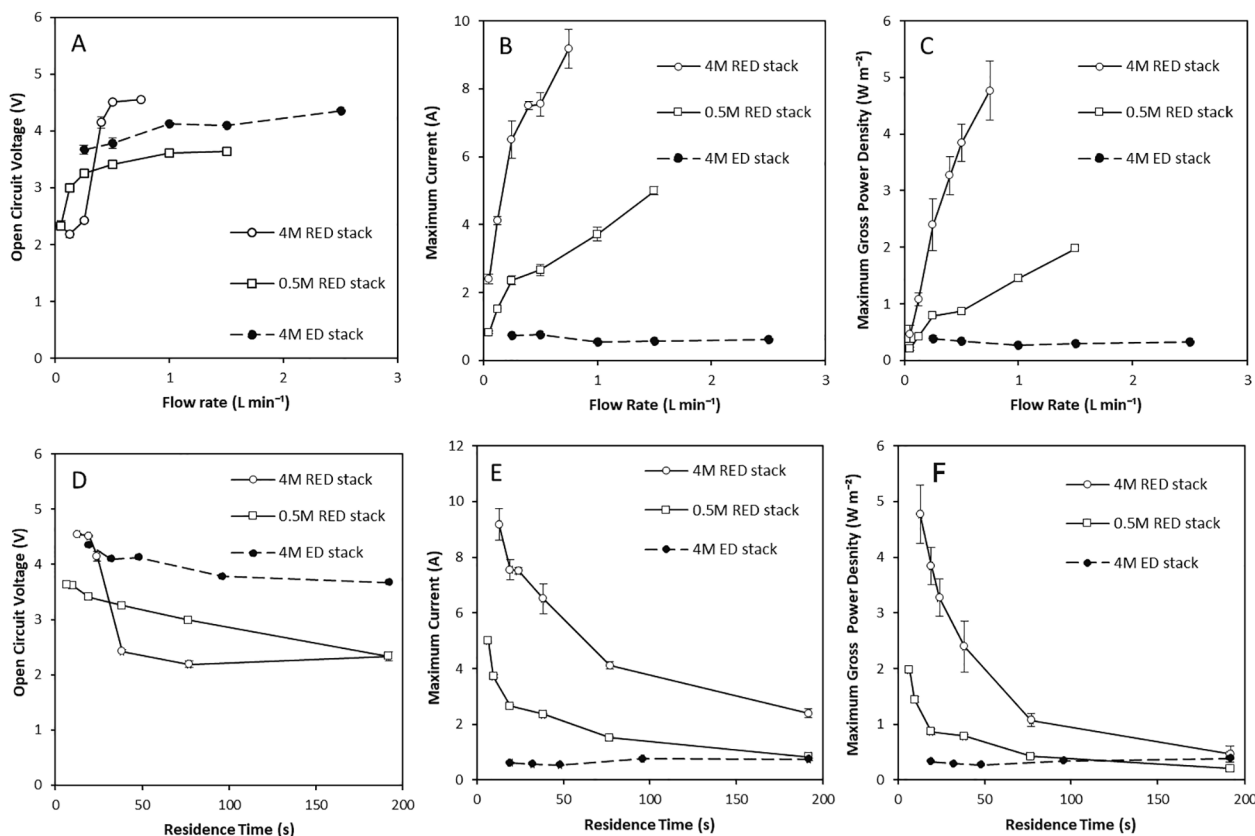 A
Open Circuit Voltage (V)
6
5
4
3
2
1
0
0
1
2
3
Flow rate (L min⁻¹)
4M RED stack
0.5M RED stack
4M ED stack
B
Maximum Current (A)
10
8
6
4
2
0
0
1
2
3
Flow Rate (L min⁻¹)
4M RED stack
0.5M RED stack
4M ED stack
C
Maximum Gross Power Density (W m⁻²)
6
5
4
3
2
1
0
0
1
2
3
Flow Rate (L min⁻¹)
4M RED stack
0.5M RED stack
4M ED stack
D
Open Circuit Voltage (V)
6
5
4
3
2
1
0
0
50
100
150
200
Residence Time (s)
4M RED stack
0.5M RED stack
4M ED stack
E
Maximum Current (A)
12
10
8
6
4
2
0
0
50
100
150
200
Residence Time (s)
4M RED stack
0.5M RED stack
4M ED stack
F
Maximum Gross Power Density (W m⁻²)
6
5
4
3
2
1
0
0
50
100
150
200
Residence Time (s)
4M RED stack
0.5M RED stack
4M ED stack